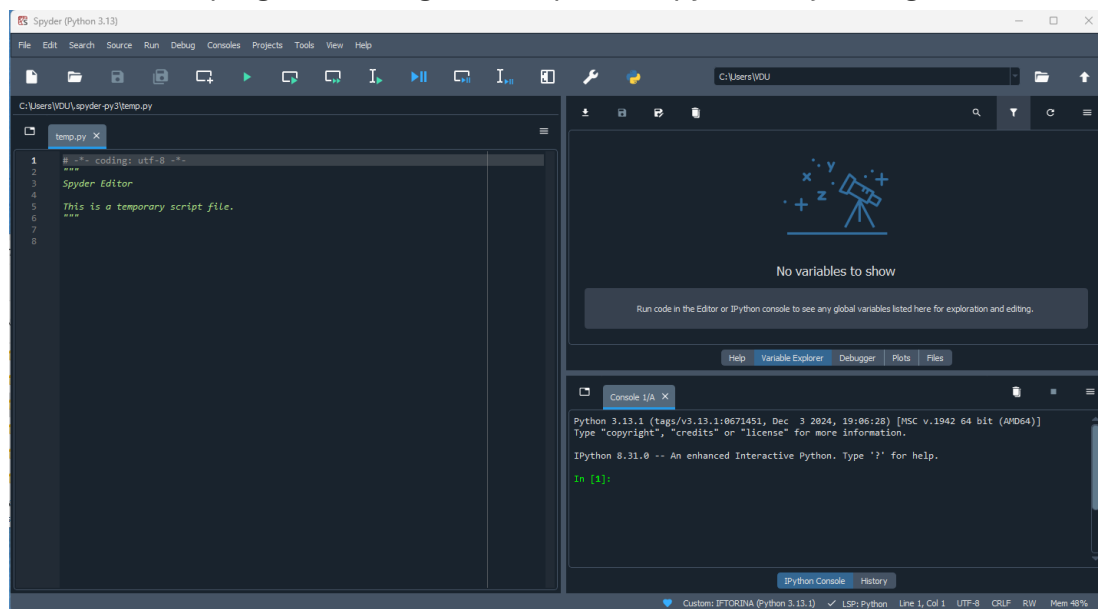 Spyder (Python 3.13)
File Edit Search Source Run Debug Consoles Projects Tools View Help
C:\Users\VDU
C:\Users\VDU\.spyder-py3\temp.py
temp.py
1 # -*- coding: utf-8 -*-
2 """
3 Spyder Editor
4
5 This is a temporary script file.
6 """
7
8
x y z
No variables to show
Run code in the Editor or IPython console to see any global variables listed here for exploration and editing.
Help Variable Explorer Debugger Plots Files
Console 1/A
Python 3.13.1 (tags/v3.13.1:0671451, Dec  3 2024, 19:06:28) [MSC v.1942 64 bit (AMD64)]
Type "copyright", "credits" or "license" for more information.
IPython 8.31.0 -- An enhanced Interactive Python. Type '?' for help.
In [1]:
IPython Console History
Custom: IFTORINA (Python 3.13.1) LSP: Python Line 1, Col 1 UTF-8 CRLF RW Mem 48%